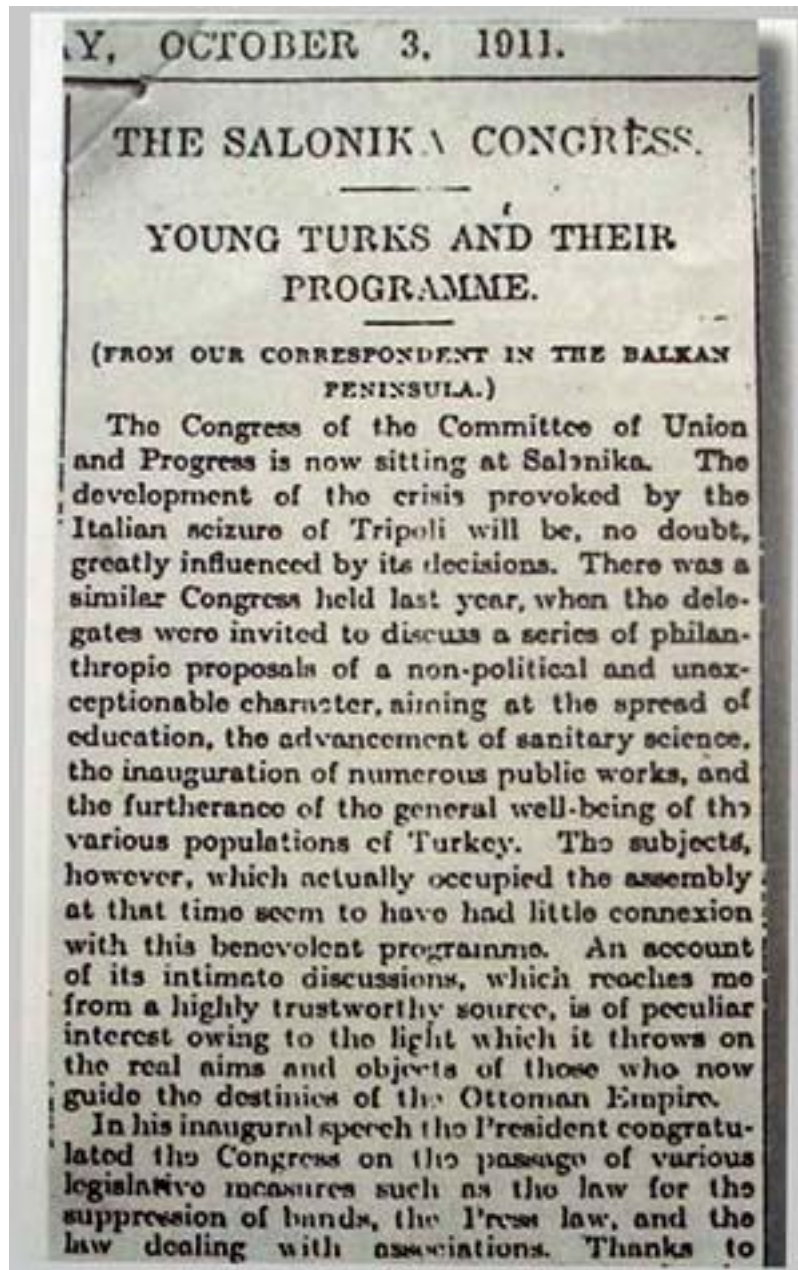 Y, OCTOBER 3, 1911.
THE SALONIKA CONGRESS.
YOUNG TURKS AND THEIR
PROGRAMME.
(FROM OUR CORRESPONDENT IN THE BALKAN
PENINSULA.)
The Congress of the Committee of Union
and Progress is now sitting at Salonika. The
development of the crisis provoked by the
Italian seizure of Tripoli will be, no doubt,
greatly influenced by its decisions. There was a
similar Congress held last year, when the dele-
gates were invited to discuss a series of philan-
thropic proposals of a non-political and unex-
ceptionable character, aiming at the spread of
education, the advancement of sanitary science,
the inauguration of numerous public works, and
the furtherance of the general well-being of the
various populations of Turkey. The subjects,
however, which actually occupied the assembly
at that time seem to have had little connexion
with this benevolent programme. An account
of its intimate discussions, which reaches me
from a highly trustworthy source, is of peculiar
interest owing to the light which it throws on
the real aims and objects of those who now
guide the destinies of the Ottoman Empire.
In his inaugural speech the President congratu-
lated the Congress on the passage of various
legislative measures such as the law for the
suppression of bands, the Press law, and the
law dealing with associations. Thanks to